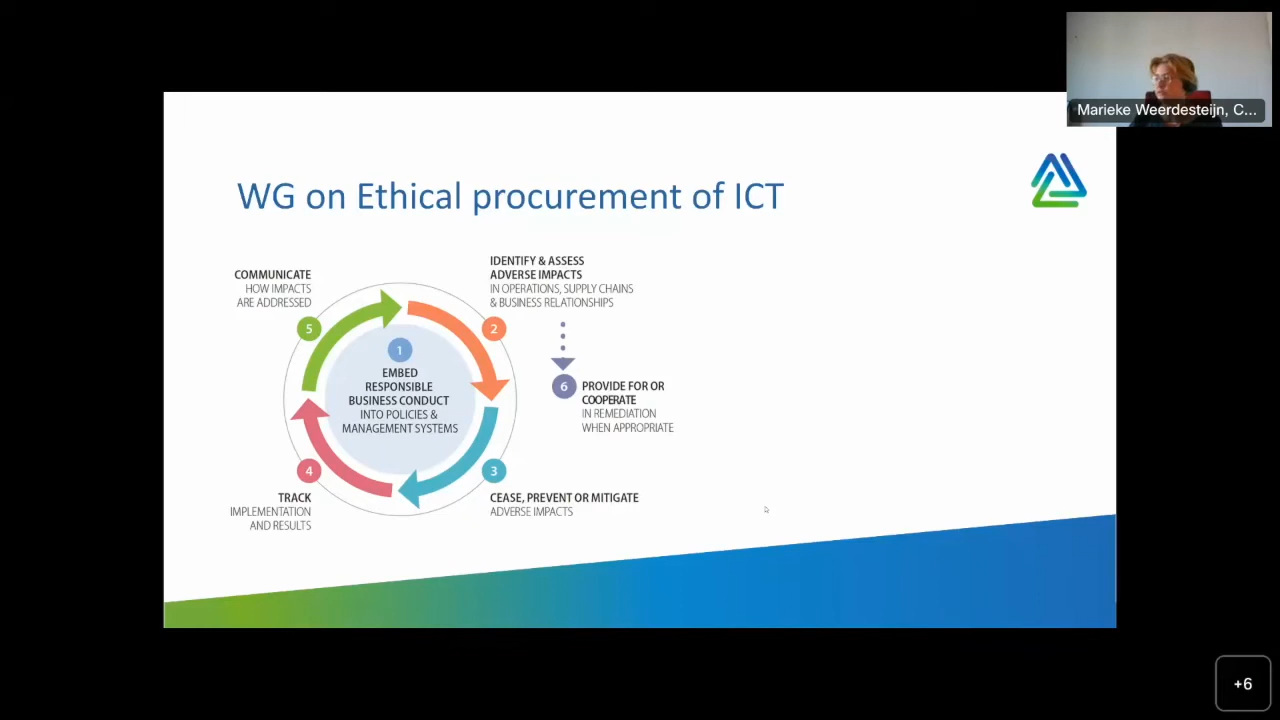 Marieke Weerdesteijn, C...
WG on Ethical procurement of ICT
COMMUNICATE
HOW IMPACTS
ARE ADDRESSED
5
IDENTIFY & ASSESS
ADVERSE IMPACTS
IN OPERATIONS, SUPPLY CHAINS
& BUSINESS RELATIONSHIPS
2
1
EMBED
RESPONSIBLE
BUSINESS CONDUCT
INTO POLICIES &
MANAGEMENT SYSTEMS
6
PROVIDE FOR OR
COOPERATE
IN REMEDIATION
WHEN APPROPRIATE
4
TRACK
IMPLEMENTATION
AND RESULTS
3
CEASE, PREVENT OR MITIGATE
ADVERSE IMPACTS
+6